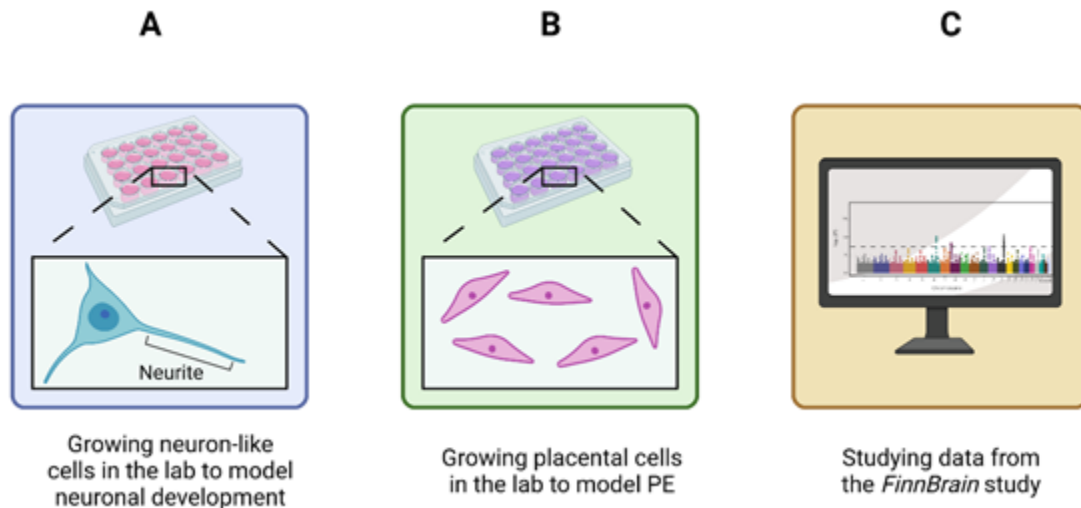 A
B
C
Neurite
Growing neuron-like
cells in the lab to model
neuronal development
Growing placental cells
in the lab to model PE
Studying data from
the FinnBrain study